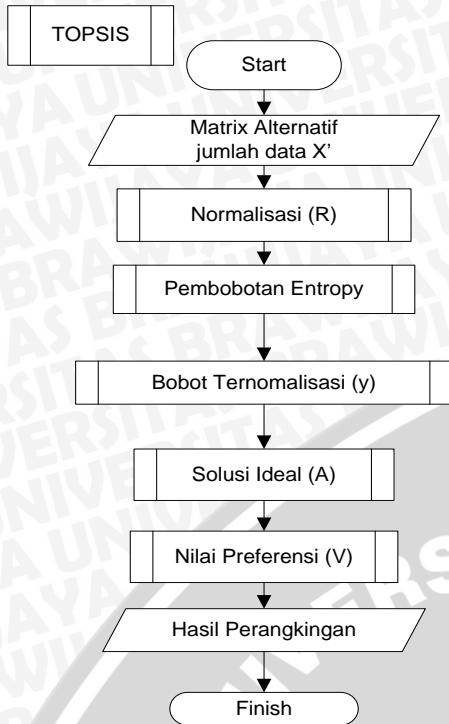 TOPSIS
Start
Matrix Alternatif
jumlah data X'
Normalisasi (R)
Pembobotan Entropy
Bobot Ternomalisasi (y)
Solusi Ideal (A)
Nilai Preferensi (V)
Hasil Perangkingan
Finish